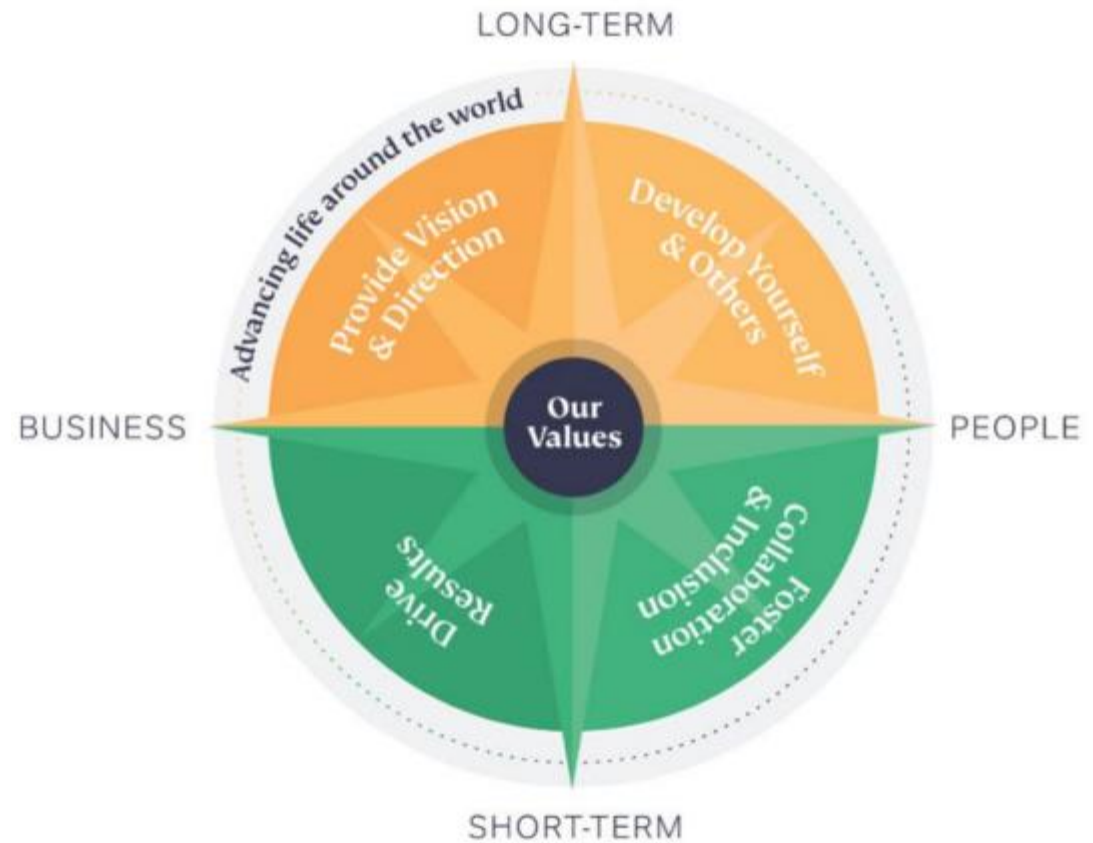 LONG-TERM
Advancing life around the world
Provide Vision
& Direction
Develop Yourself
& Others
BUSINESS
Our
Values
PEOPLE
Drive
Results
Foster
Collaboration
& Inclusion
SHORT-TERM